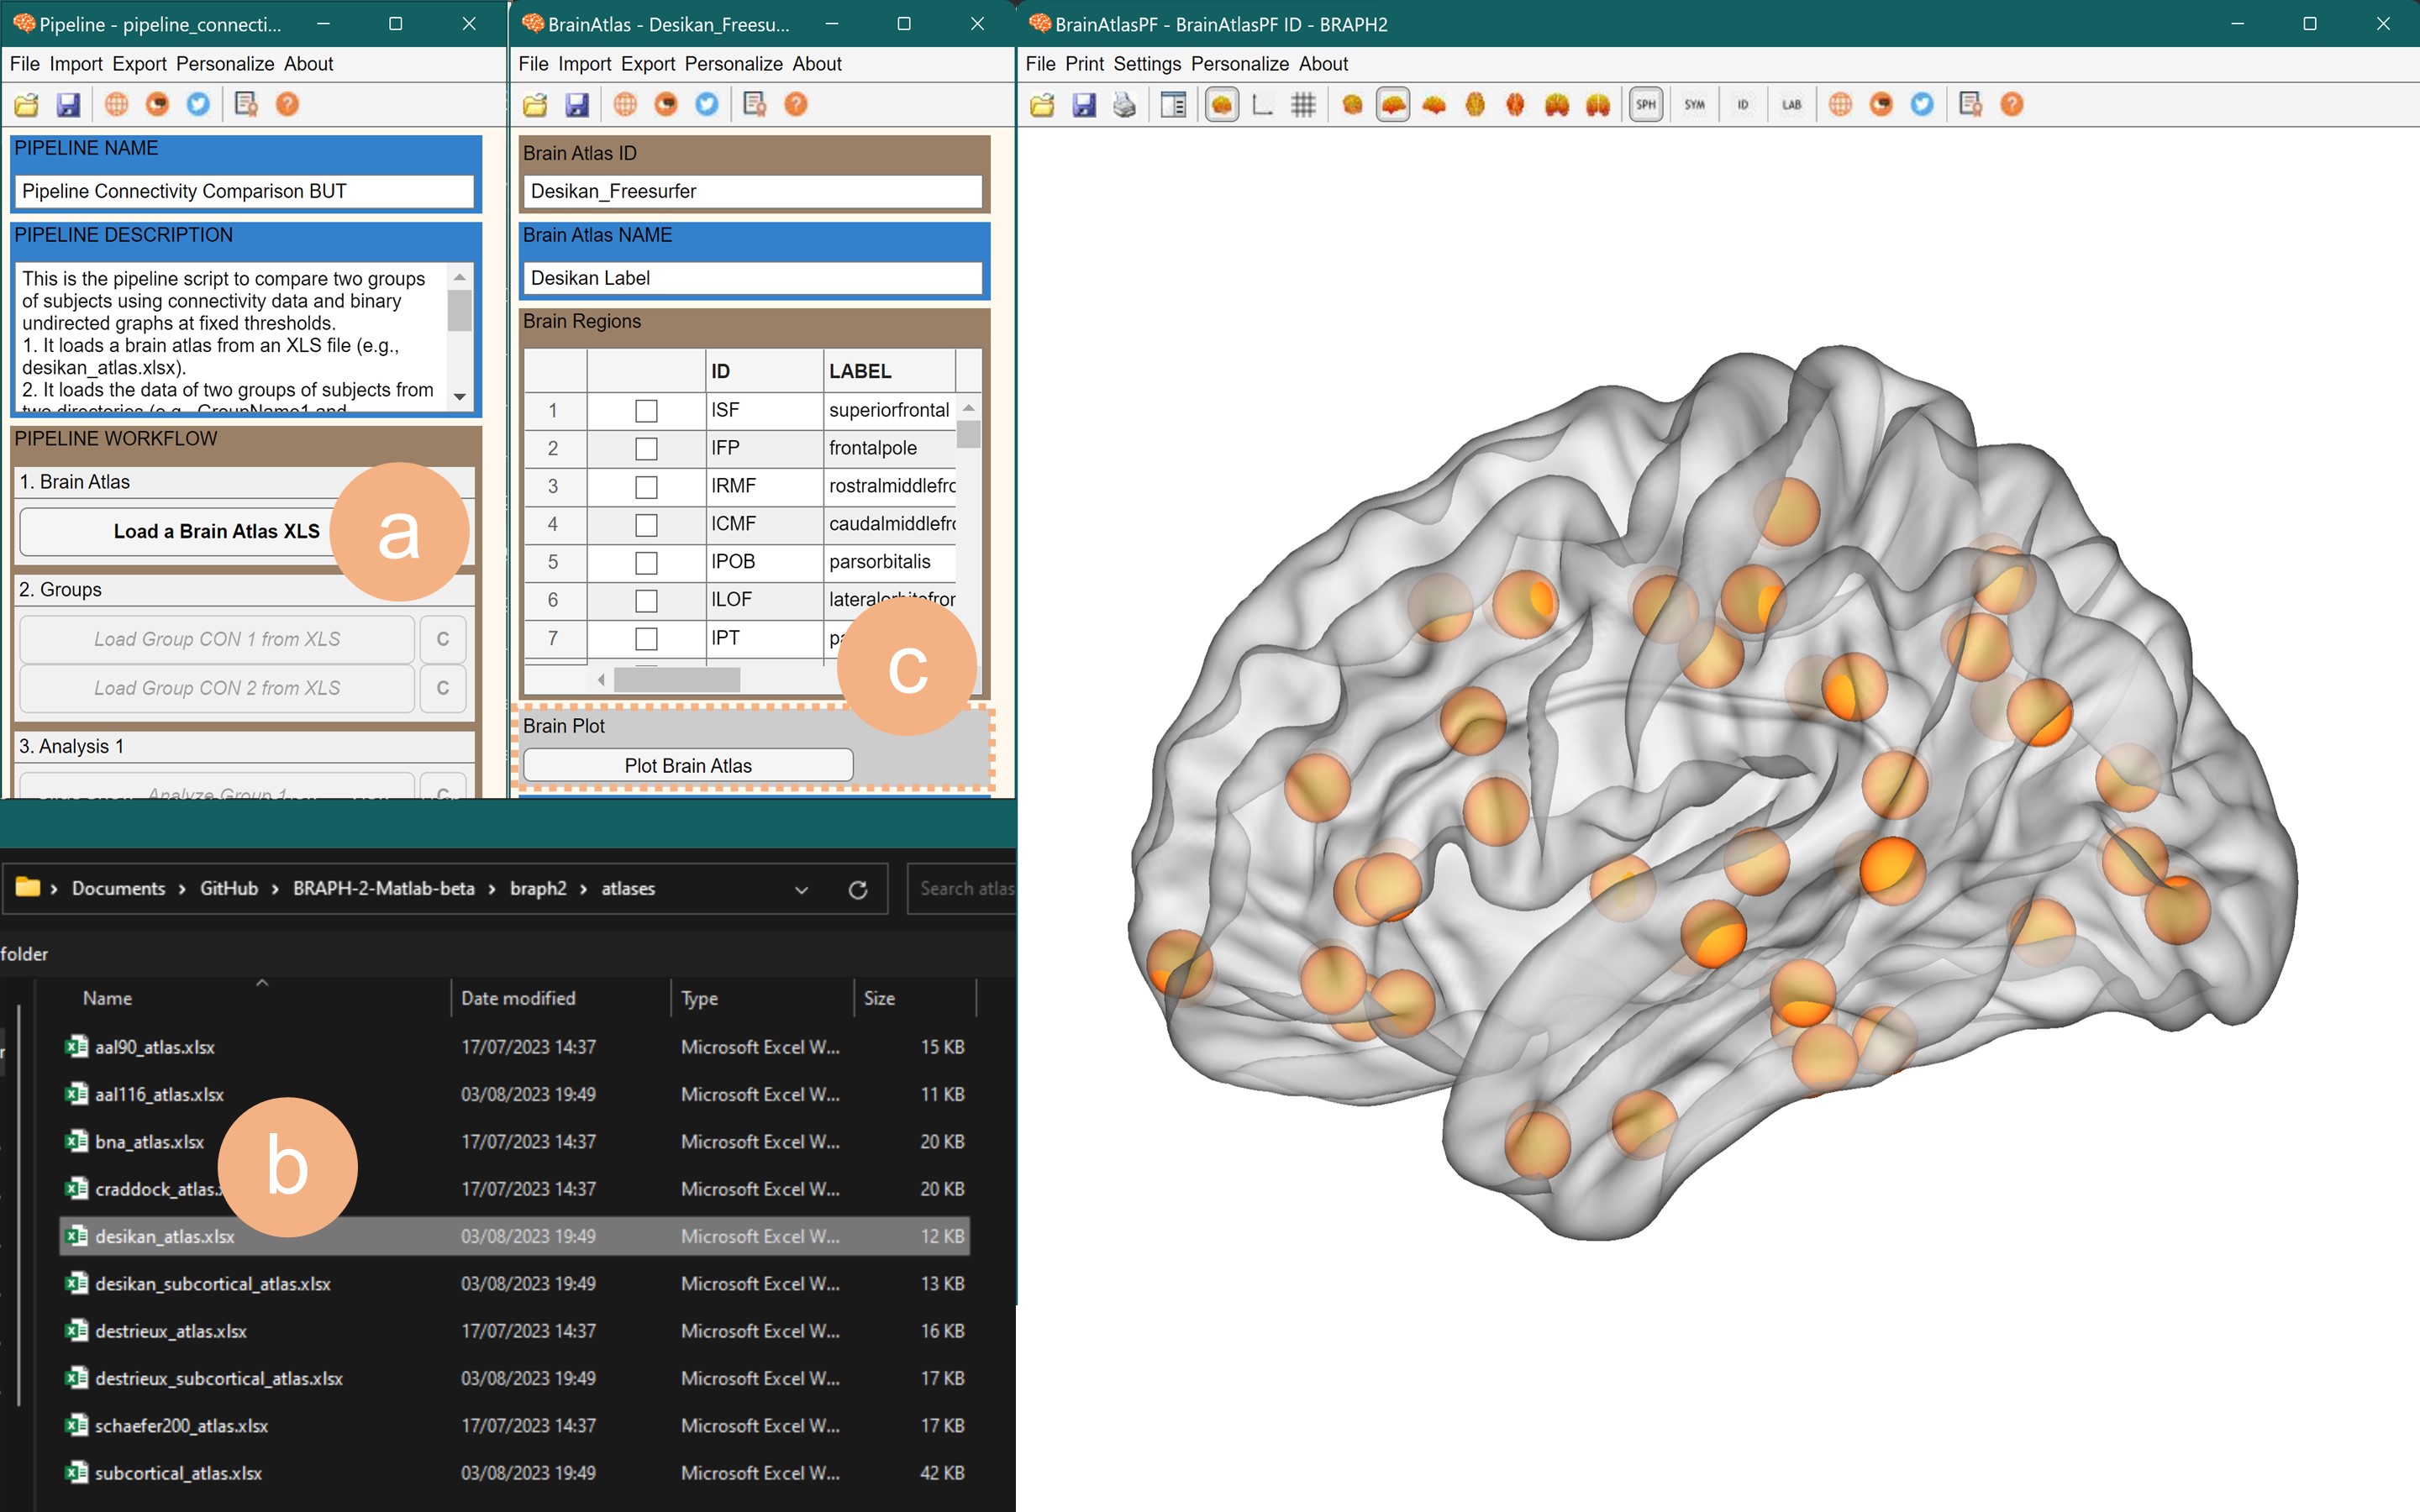 Pipeline - pipeline_connecti...
File Import Export Personalize About
PIPELINE NAME
Pipeline Connectivity Comparison BUT
PIPELINE DESCRIPTION
This is the pipeline script to compare two groups
of subjects using connectivity data and binary
undirected graphs at fixed thresholds.
1. It loads a brain atlas from an XLS file (e.g.,
desikan_atlas.xlsx).
2. It loads the data of two groups of subjects from
two directories (e.g., GroupName1 and
PIPELINE WORKFLOW
1. Brain Atlas
Load a Brain Atlas XLS
a
2. Groups
Load Group CON 1 from XLS C
Load Group CON 2 from XLS C
3. Analysis 1
Analyze Group 1 C
BrainAtlas - Desikan_Freesu...
File Import Export Personalize About
Brain Atlas ID
Desikan_Freesurfer
Brain Atlas NAME
Desikan Label
Brain Regions
ID LABEL
1 lSF superiorfrontal
2 lFP frontalpole
3 lRMF rostralmiddlefro
4 lCMF caudalmiddlefro
5 lPOB parsorbitalis
6 lLOF lateralorbitofror
7 lPT
c
Brain Plot
Plot Brain Atlas
BrainAtlasPF - BrainAtlasPF ID - BRAPH2
File Print Settings Personalize About
SPH SYM ID LAB
Documents > GitHub > BRAPH-2-Matlab-beta > braph2 > atlases
Search atlas
folder
Name Date modified Type Size
aal90_atlas.xlsx 17/07/2023 14:37 Microsoft Excel W... 15 KB
aal116_atlas.xlsx 03/08/2023 19:49 Microsoft Excel W... 11 KB
bna_atlas.xlsx 17/07/2023 14:37 Microsoft Excel W... 20 KB
b
craddock_atlas. 17/07/2023 14:37 Microsoft Excel W... 20 KB
desikan_atlas.xlsx 03/08/2023 19:49 Microsoft Excel W... 12 KB
desikan_subcortical_atlas.xlsx 03/08/2023 19:49 Microsoft Excel W... 13 KB
destrieux_atlas.xlsx 17/07/2023 14:37 Microsoft Excel W... 16 KB
destrieux_subcortical_atlas.xlsx 03/08/2023 19:49 Microsoft Excel W... 17 KB
schaefer200_atlas.xlsx 17/07/2023 14:37 Microsoft Excel W... 17 KB
subcortical_atlas.xlsx 03/08/2023 19:49 Microsoft Excel W... 42 KB